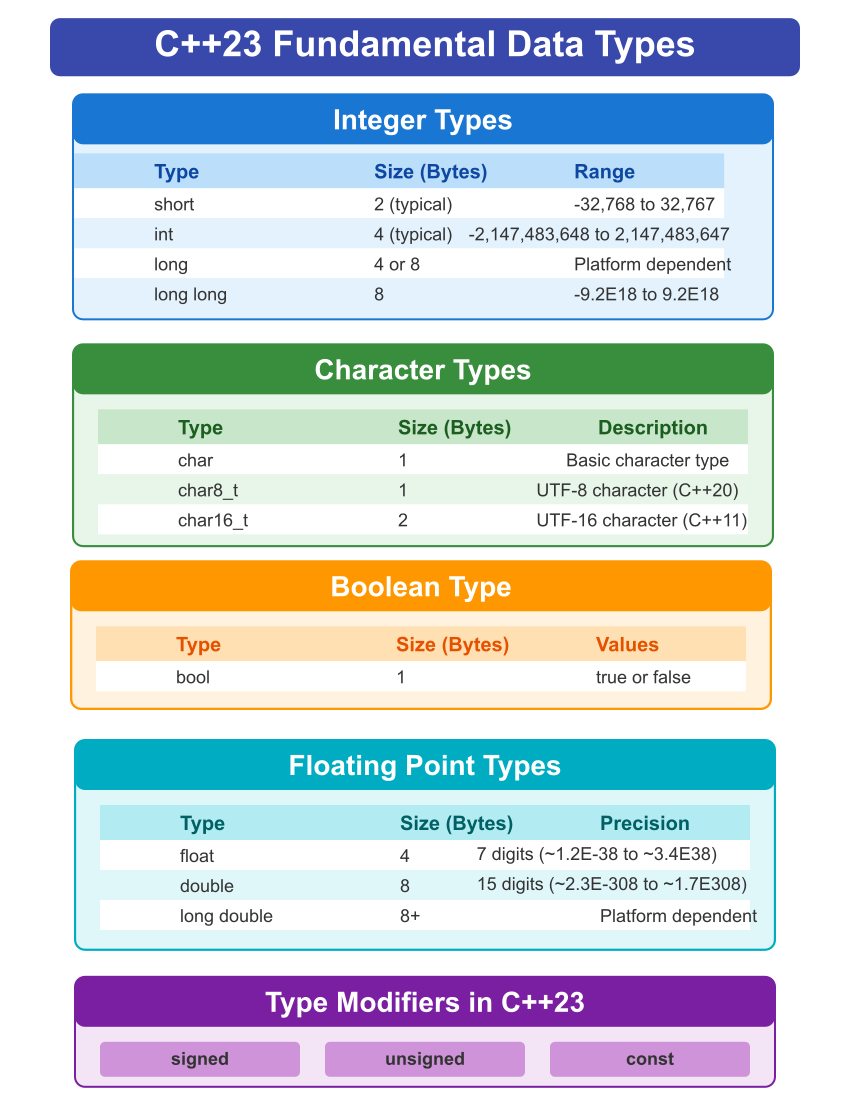 C++23 Fundamental Data Types
Integer Types
Type Size (Bytes) Range
short 2 (typical) -32,768 to 32,767
int 4 (typical) -2,147,483,648 to 2,147,483,647
long 4 or 8 Platform dependent
long long 8 -9.2E18 to 9.2E18
Character Types
Type Size (Bytes) Description
char 1 Basic character type
char8_t 1 UTF-8 character (C++20)
char16_t 2 UTF-16 character (C++11)
Boolean Type
Type Size (Bytes) Values
bool 1 true or false
Floating Point Types
Type Size (Bytes) Precision
float 4 7 digits (~1.2E-38 to ~3.4E38)
double 8 15 digits (~2.3E-308 to ~1.7E308)
long double 8+ Platform dependent
Type Modifiers in C++23
signed unsigned const